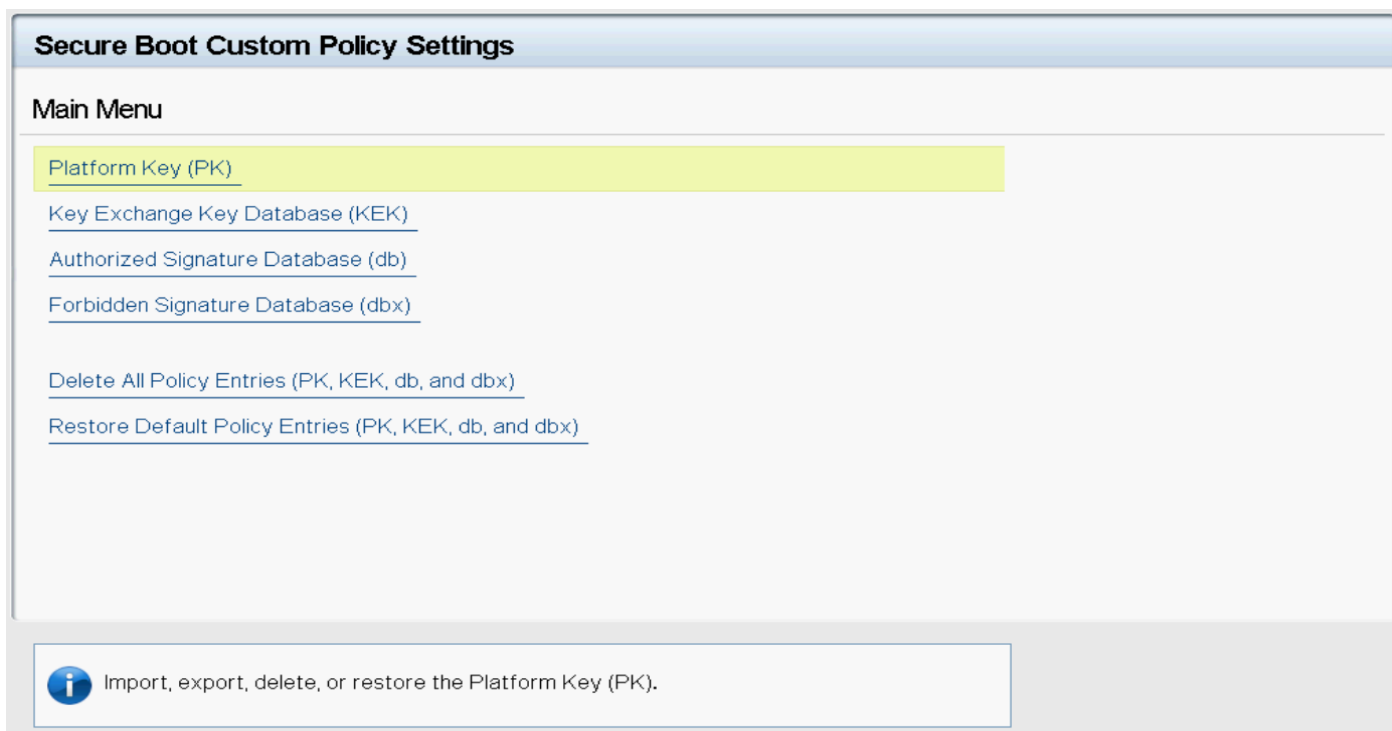 Secure Boot Custom Policy Settings
Main Menu
Platform Key (PK)
Key Exchange Key Database (KEK)
Authorized Signature Database (db)
Forbidden Signature Database (dbx)
Delete All Policy Entries (PK, KEK, db, and dbx)
Restore Default Policy Entries (PK, KEK, db, and dbx)
Import, export, delete, or restore the Platform Key (PK).